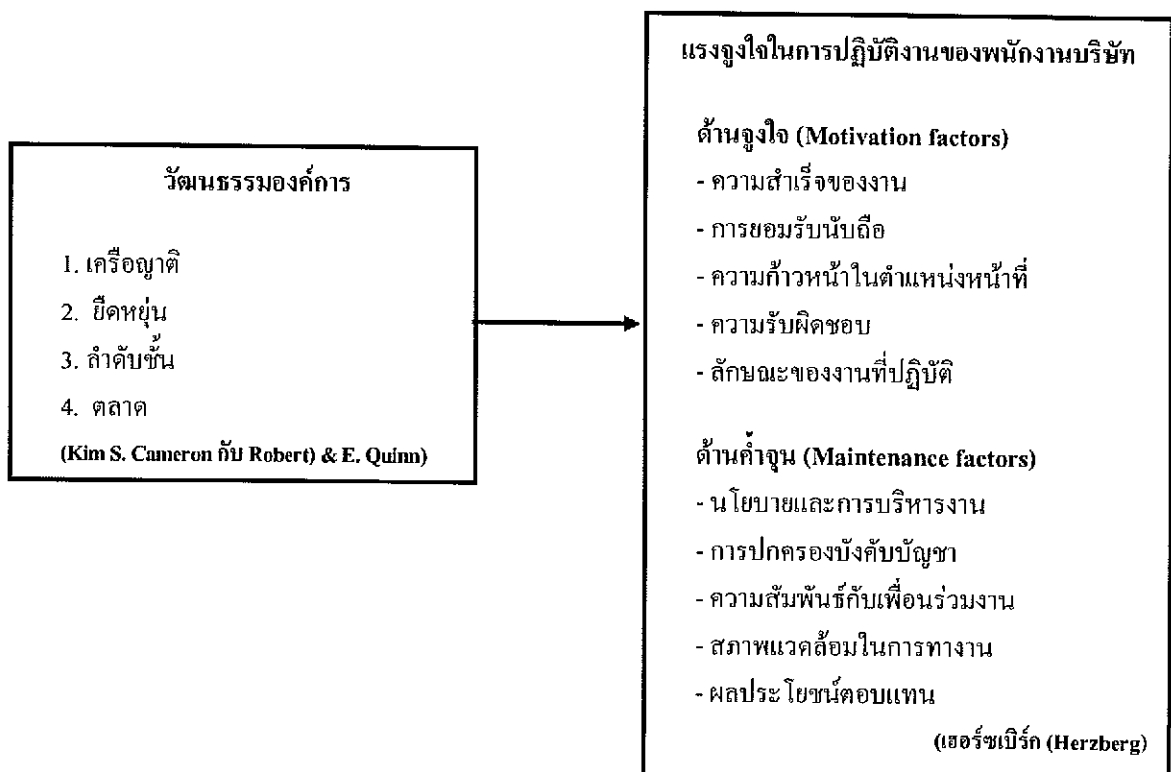 วัฒนธรรมองค์การ
1. เครือญาติ
2. ยืดหยุ่น
3. ลำดับชั้น
4. ตลาด
(Kim S. Cameron กับ Robert) & E. Quinn)
แรงจูงใจในการปฏิบัติงานของพนักงานบริษัท
ด้านจูงใจ (Motivation factors)
- ความสำเร็จของงาน
- การยอมรับนับถือ
- ความก้าวหน้าในตำแหน่งหน้าที่
- ความรับผิดชอบ
- ลักษณะของงานที่ปฏิบัติ
ด้านค้ำจุน (Maintenance factors)
- นโยบายและการบริหารงาน
- การปกครองบังคับบัญชา
- ความสัมพันธ์กับเพื่อนร่วมงาน
- สภาพแวดล้อมในการทางาน
- ผลประโยชน์ตอบแทน
(เฮอร์ซเบิร์ก (Herzberg)